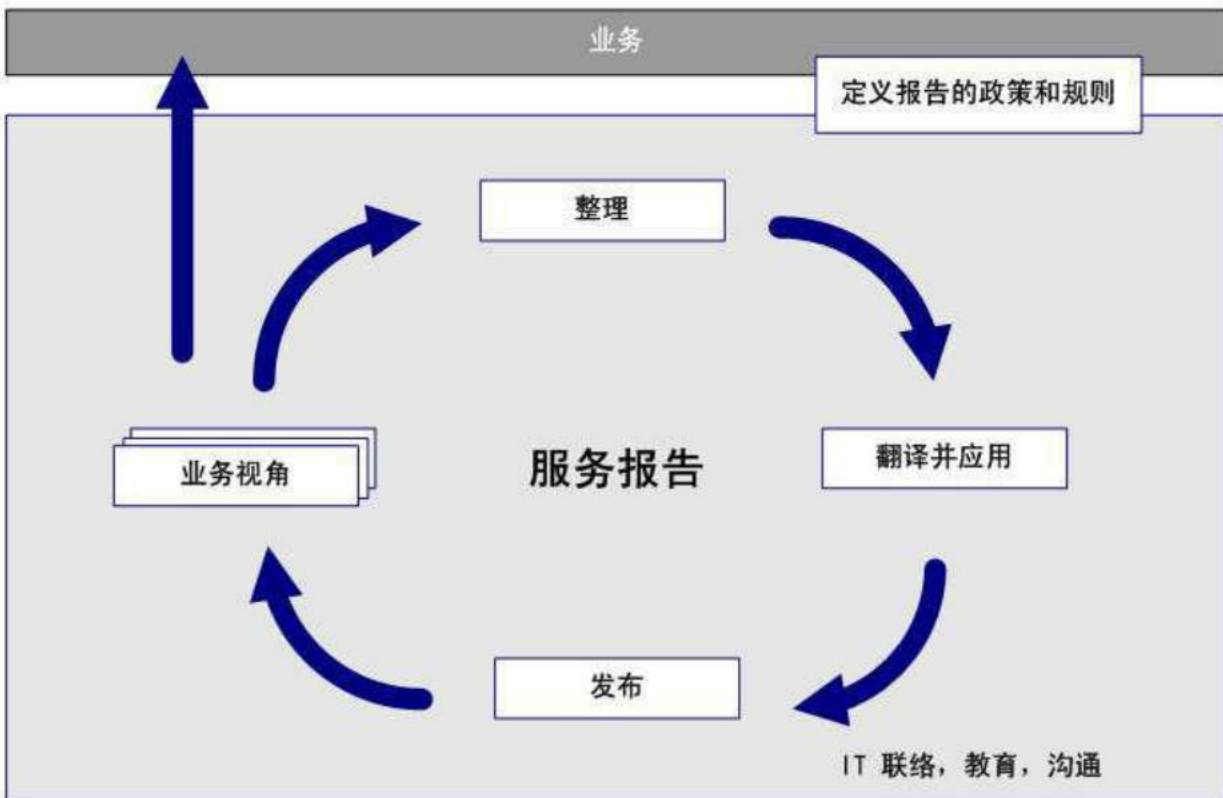 业务
定义报告的政策和规则
整理
业务视角
服务报告
翻译并应用
发布
IT 联络，教育，沟通